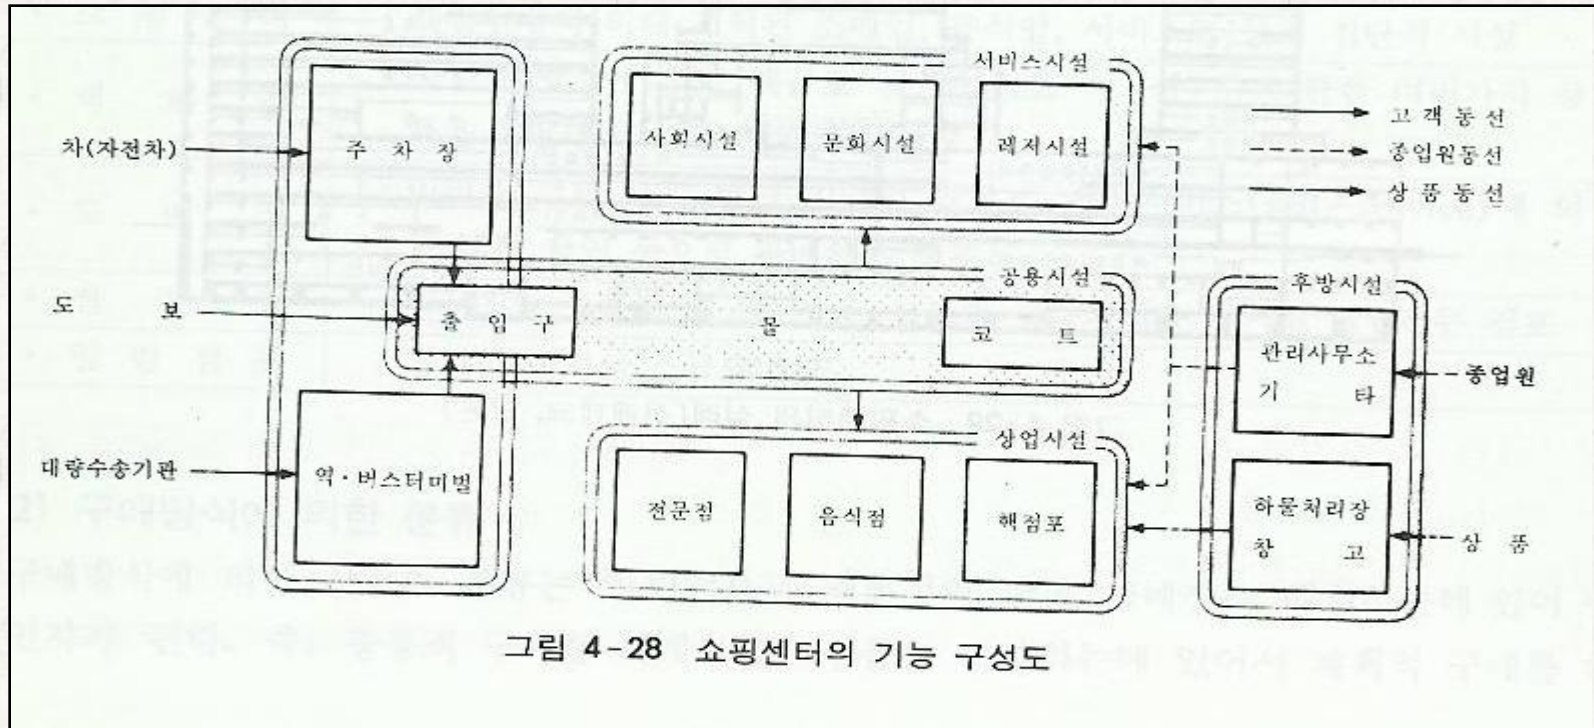 서비스시설
사회시설
문화시설
레저시설
고객동선
종업원동선
상품동선
차(자전차)
주차장
도 보
출입구
몰
공용시설
코 트
후방시설
관리사무소
기 타
종업원
대량수송기관
역·버스터미널
상업시설
전문점
음식점
핵점포
하물처리장
창 고
상 품
그림 4-28 쇼핑센터의 기능 구성도